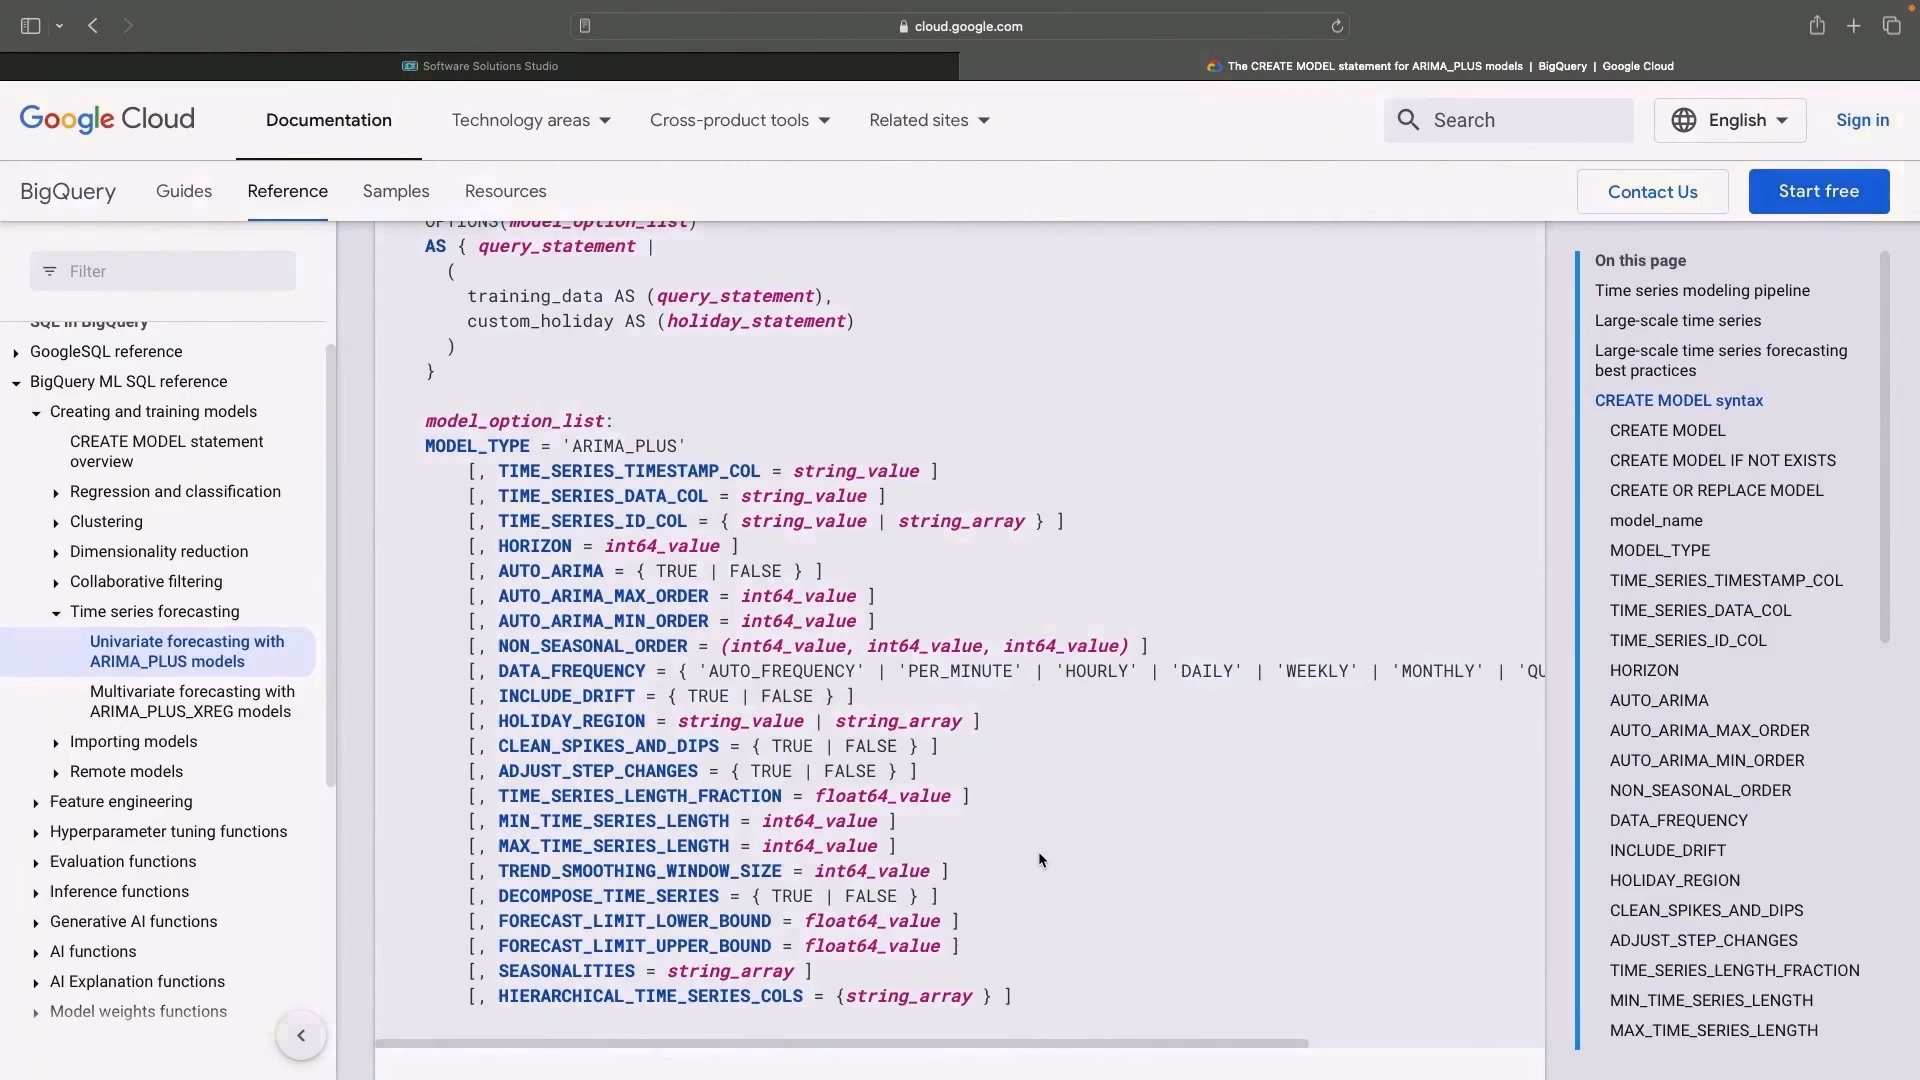 cloud.google.com
Software Solutions Studio
The CREATE MODEL statement for ARIMA_PLUS models | BigQuery | Google Cloud
Google Cloud
Documentation
Technology areas
Cross-product tools
Related sites
Search
English
Sign in
BigQuery
Guides
Reference
Samples
Resources
Contact Us
Start free
Filter
SQL in BigQuery
GoogleSQL reference
BigQuery ML SQL reference
Creating and training models
CREATE MODEL statement
overview
Regression and classification
Clustering
Dimensionality reduction
Collaborative filtering
Time series forecasting
Univariate forecasting with
ARIMA_PLUS models
Multivariate forecasting with
ARIMA_PLUS_XREG models
Importing models
Remote models
Feature engineering
Hyperparameter tuning functions
Evaluation functions
Inference functions
Generative AI functions
AI functions
AI Explanation functions
Model weights functions
OPTIONS(model_option_list)
AS { query_statement |
(
training_data AS (query_statement),
custom_holiday AS (holiday_statement)
)
}
model_option_list:
MODEL_TYPE = 'ARIMA_PLUS'
[, TIME_SERIES_TIMESTAMP_COL = string_value ]
[, TIME_SERIES_DATA_COL = string_value ]
[, TIME_SERIES_ID_COL = { string_value | string_array } ]
[, HORIZON = int64_value ]
[, AUTO_ARIMA = { TRUE | FALSE } ]
[, AUTO_ARIMA_MAX_ORDER = int64_value ]
[, AUTO_ARIMA_MIN_ORDER = int64_value ]
[, NON_SEASONAL_ORDER = (int64_value, int64_value, int64_value) ]
[, DATA_FREQUENCY = { 'AUTO_FREQUENCY' | 'PER_MINUTE' | 'HOURLY' | 'DAILY' | 'WEEKLY' | 'MONTHLY' | 'QU
[, INCLUDE_DRIFT = { TRUE | FALSE } ]
[, HOLIDAY_REGION = string_value | string_array ]
[, CLEAN_SPIKES_AND_DIPS = { TRUE | FALSE } ]
[, ADJUST_STEP_CHANGES = { TRUE | FALSE } ]
[, TIME_SERIES_LENGTH_FRACTION = float64_value ]
[, MIN_TIME_SERIES_LENGTH = int64_value ]
[, MAX_TIME_SERIES_LENGTH = int64_value ]
[, TREND_SMOOTHING_WINDOW_SIZE = int64_value ]
[, DECOMPOSE_TIME_SERIES = { TRUE | FALSE } ]
[, FORECAST_LIMIT_LOWER_BOUND = float64_value ]
[, FORECAST_LIMIT_UPPER_BOUND = float64_value ]
[, SEASONALITIES = string_array ]
[, HIERARCHICAL_TIME_SERIES_COLS = {string_array } ]
On this page
Time series modeling pipeline
Large-scale time series
Large-scale time series forecasting
best practices
CREATE MODEL syntax
CREATE MODEL
CREATE MODEL IF NOT EXISTS
CREATE OR REPLACE MODEL
model_name
MODEL_TYPE
TIME_SERIES_TIMESTAMP_COL
TIME_SERIES_DATA_COL
TIME_SERIES_ID_COL
HORIZON
AUTO_ARIMA
AUTO_ARIMA_MAX_ORDER
AUTO_ARIMA_MIN_ORDER
NON_SEASONAL_ORDER
DATA_FREQUENCY
INCLUDE_DRIFT
HOLIDAY_REGION
CLEAN_SPIKES_AND_DIPS
ADJUST_STEP_CHANGES
TIME_SERIES_LENGTH_FRACTION
MIN_TIME_SERIES_LENGTH
MAX_TIME_SERIES_LENGTH